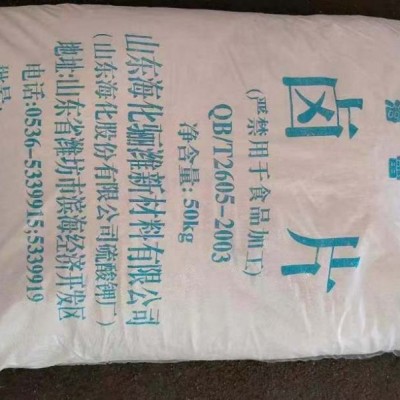 卤片
(严禁用于食品加工)
QB/T2605-2003
净含量: 50kg
山东海化骊潍新材料有限公司
(山东海化股份有限公司硫酸钾厂)
地址:山东省潍坊市滨海经济开发区
电话:0536-5339915,5339919